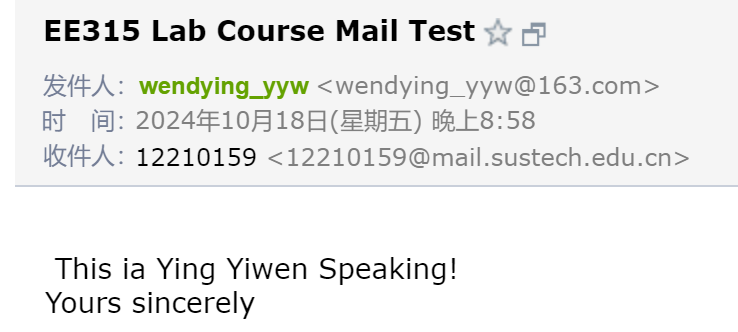 EE315 Lab Course Mail Test
发件人：wendying_yyw <wendying_yyw@163.com>
时　间：2024年10月18日(星期五) 晚上8:58
收件人：12210159 <12210159@mail.sustech.edu.cn>
This ia Ying Yiwen Speaking!
Yours sincerely